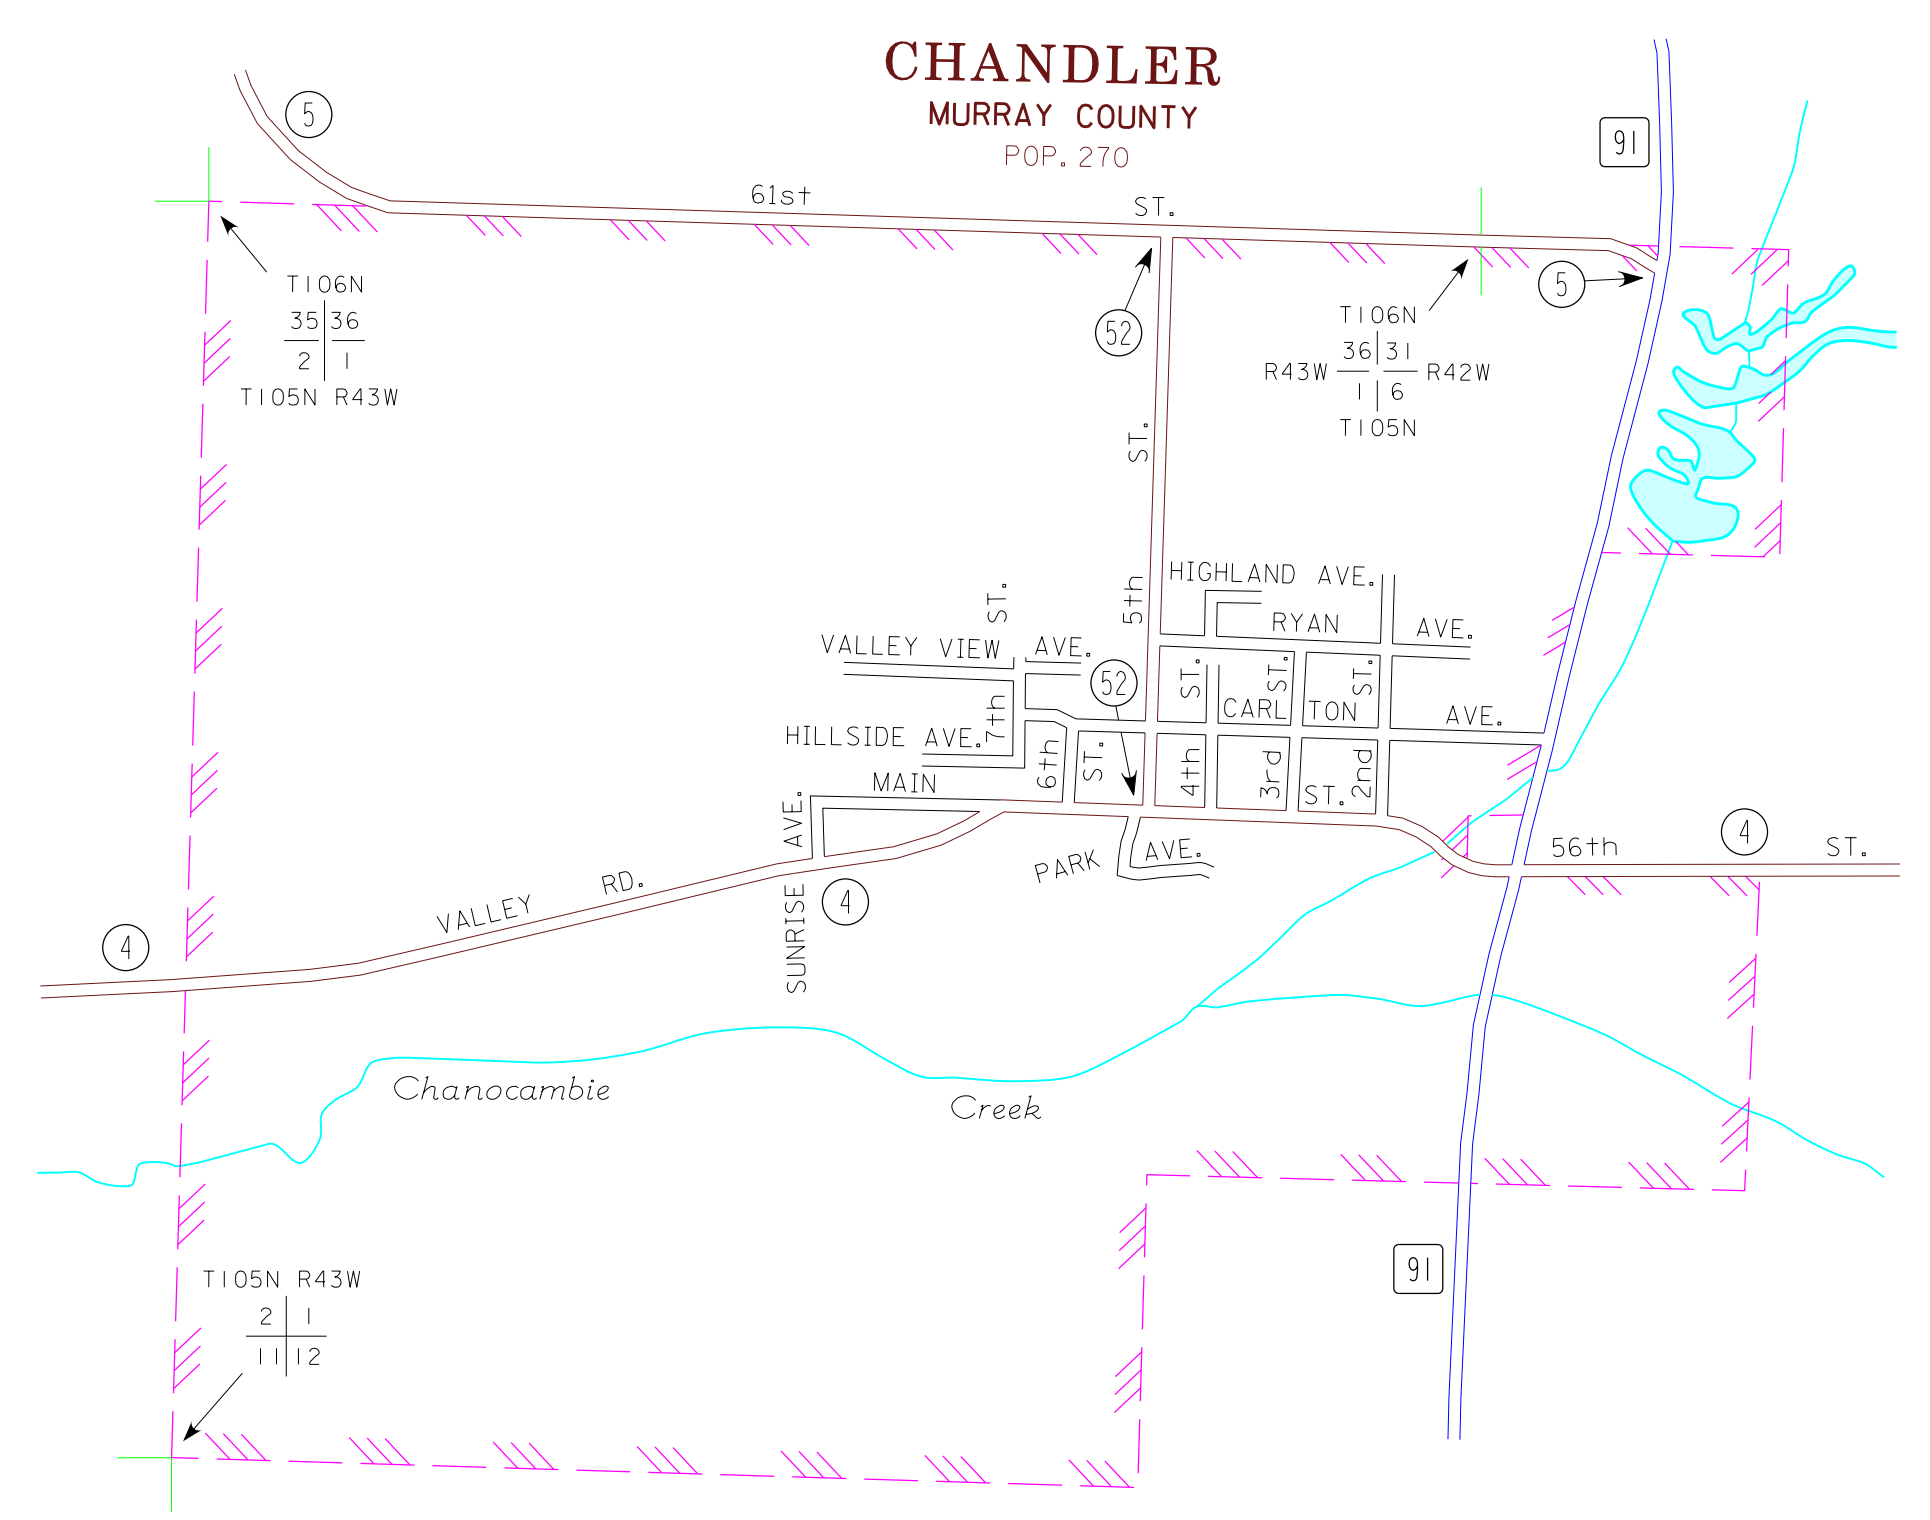 CHANDLER
MURRAY COUNTY
POP. 270
5
91
61st ST.
T106N
35 36
2 1
T105N R43W
52
5
T106N
36 31
R43W R42W
1 6
T105N
5th ST.
HIGHLAND AVE.
RYAN AVE.
VALLEY VIEW AVE.
7th ST.
52
4th ST.
3rd ST.
2nd ST.
CARLTON AVE.
HILLSIDE AVE.
6th ST.
MAIN ST.
SUNRISE AVE.
PARK AVE.
56th ST.
4
VALLEY RD.
4
4
Chanocambie Creek
91
T105N R43W
2 1
11 12